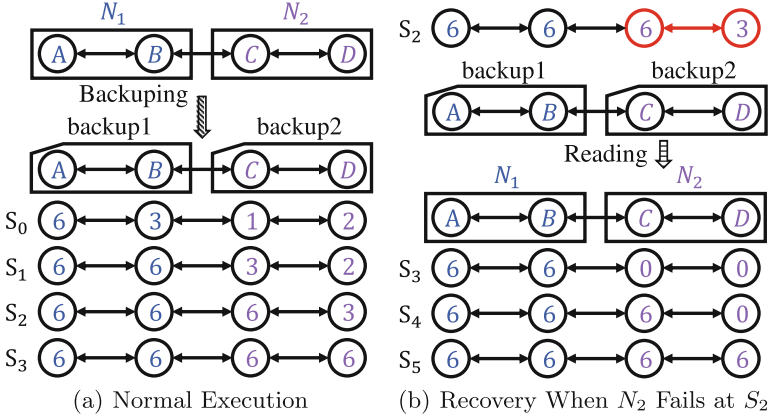 N₁ N₂
A B C D
Backuping
backup1 backup2
A B C D
S₀ 6 3 1 2
S₁ 6 6 3 2
S₂ 6 6 6 3
S₃ 6 6 6 6
(a) Normal Execution
S₂ 6 6 6 3
backup1 backup2
A B C D
Reading
N₁ N₂
A B C D
S₃ 6 6 0 0
S₄ 6 6 6 0
S₅ 6 6 6 6
(b) Recovery When N₂ Fails at S₂